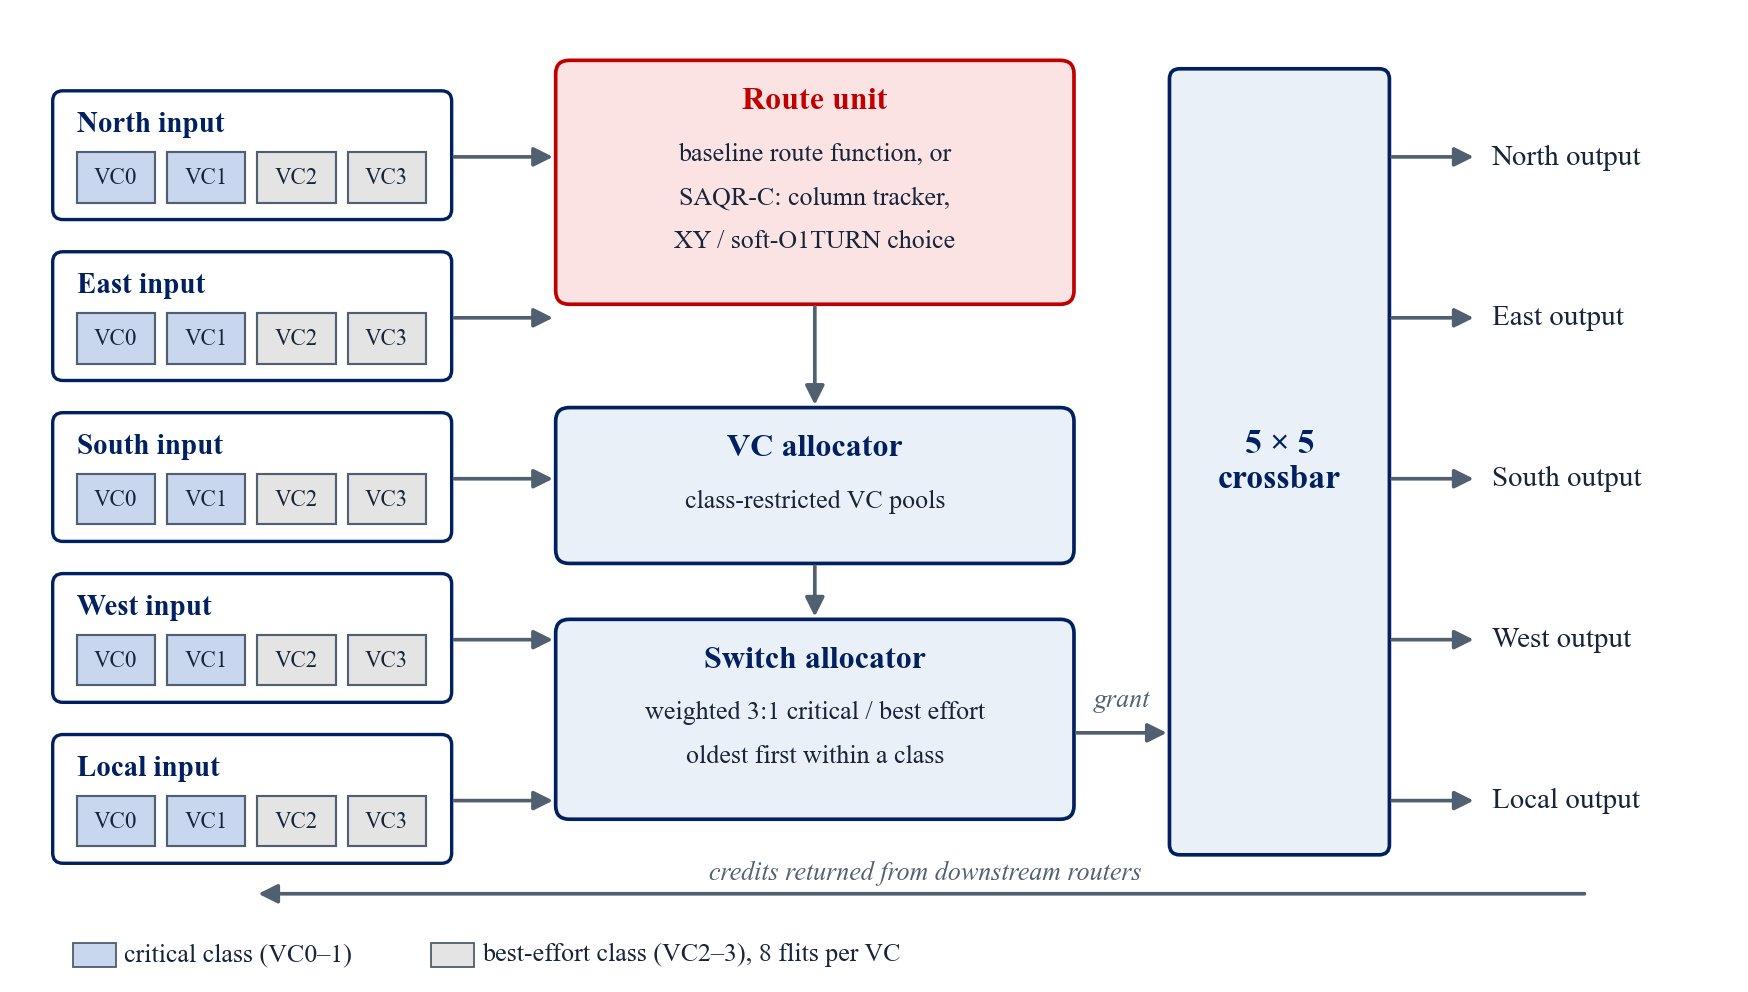 North input
VC0 VC1 VC2 VC3
East input
VC0 VC1 VC2 VC3
South input
VC0 VC1 VC2 VC3
West input
VC0 VC1 VC2 VC3
Local input
VC0 VC1 VC2 VC3
Route unit
baseline route function, or
SAQR-C: column tracker,
XY / soft-O1TURN choice
VC allocator
class-restricted VC pools
Switch allocator
weighted 3:1 critical / best effort
oldest first within a class
grant
5 × 5
crossbar
North output
East output
South output
West output
Local output
credits returned from downstream routers
critical class (VC0–1)
best-effort class (VC2–3), 8 flits per VC